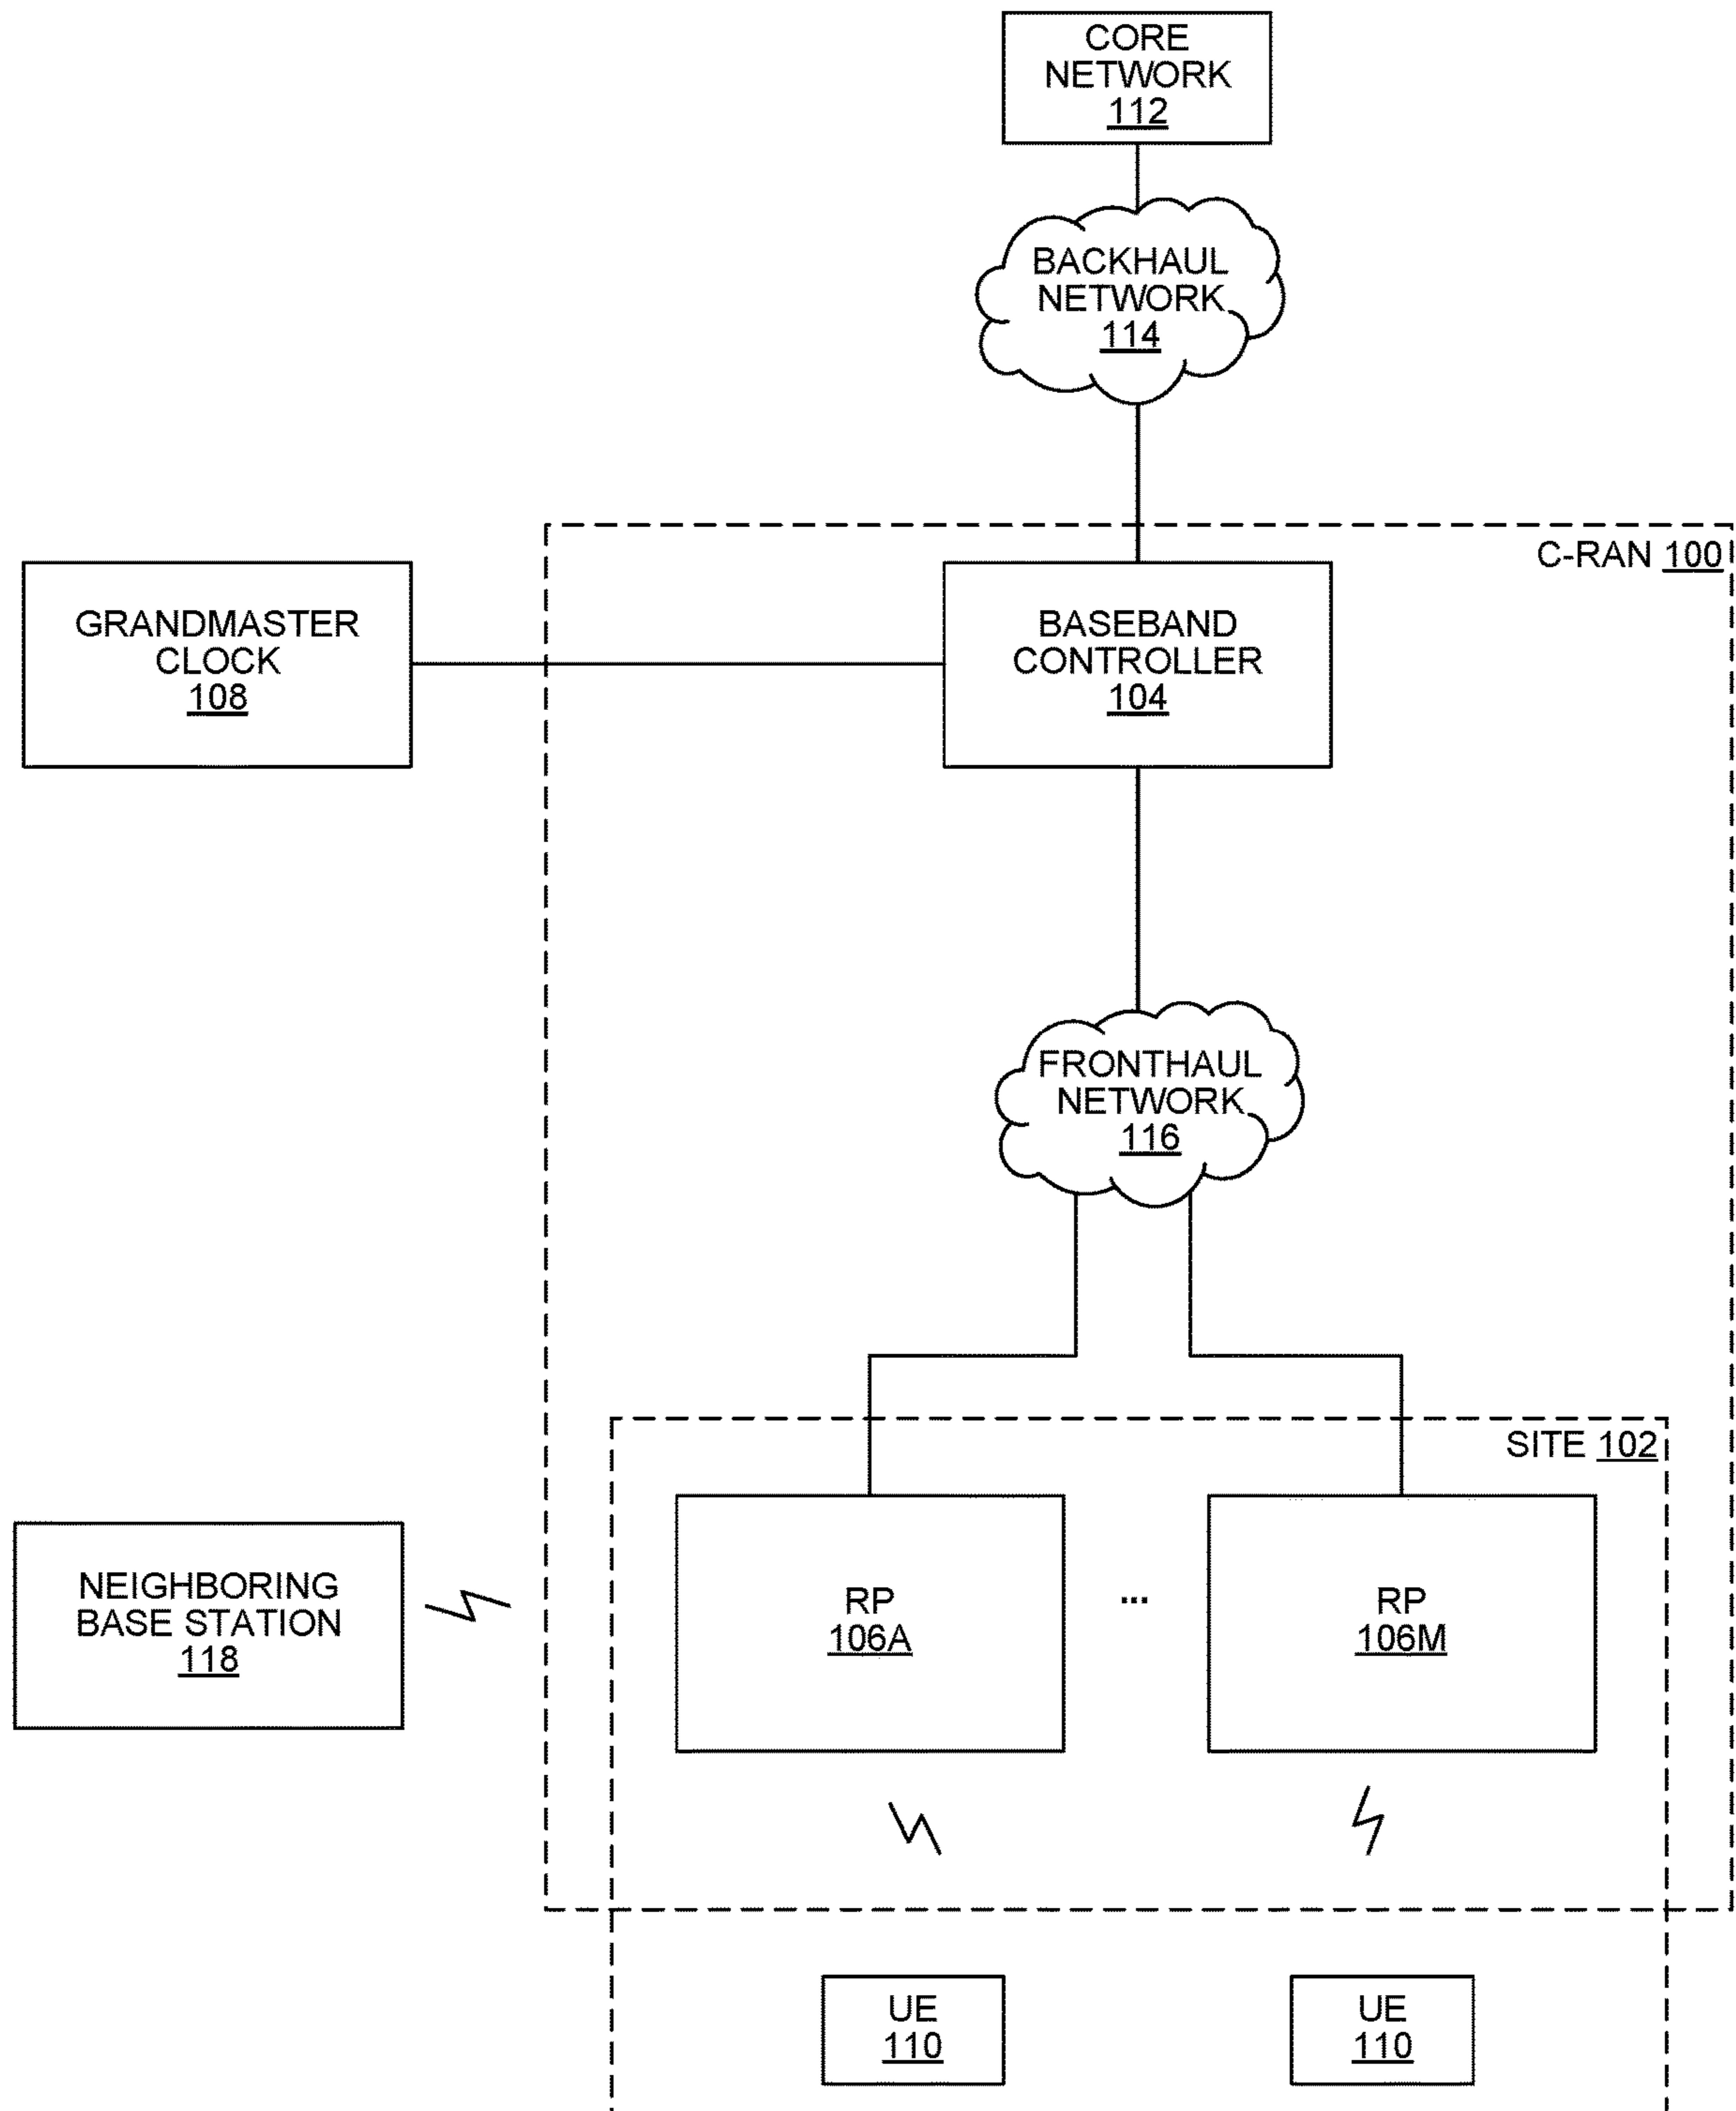 CORE
NETWORK
112
BACKHAUL
NETWORK
114
C-RAN 100
GRANDMASTER
CLOCK
108
BASEBAND
CONTROLLER
104
FRONTHAUL
NETWORK
116
SITE 102
NEIGHBORING
BASE STATION
118
RP
106A
...
RP
106M
UE
110
UE
110